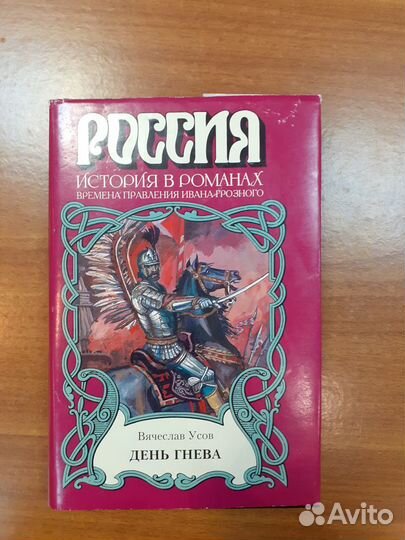 РОССИЯ
ИСТОРИЯ В РОМАНАХ
ВРЕМЕНА ПРАВЛЕНИЯ ИВАНА ГРОЗНОГО
Вячеслав Усов
ДЕНЬ ГНЕВА
Avito